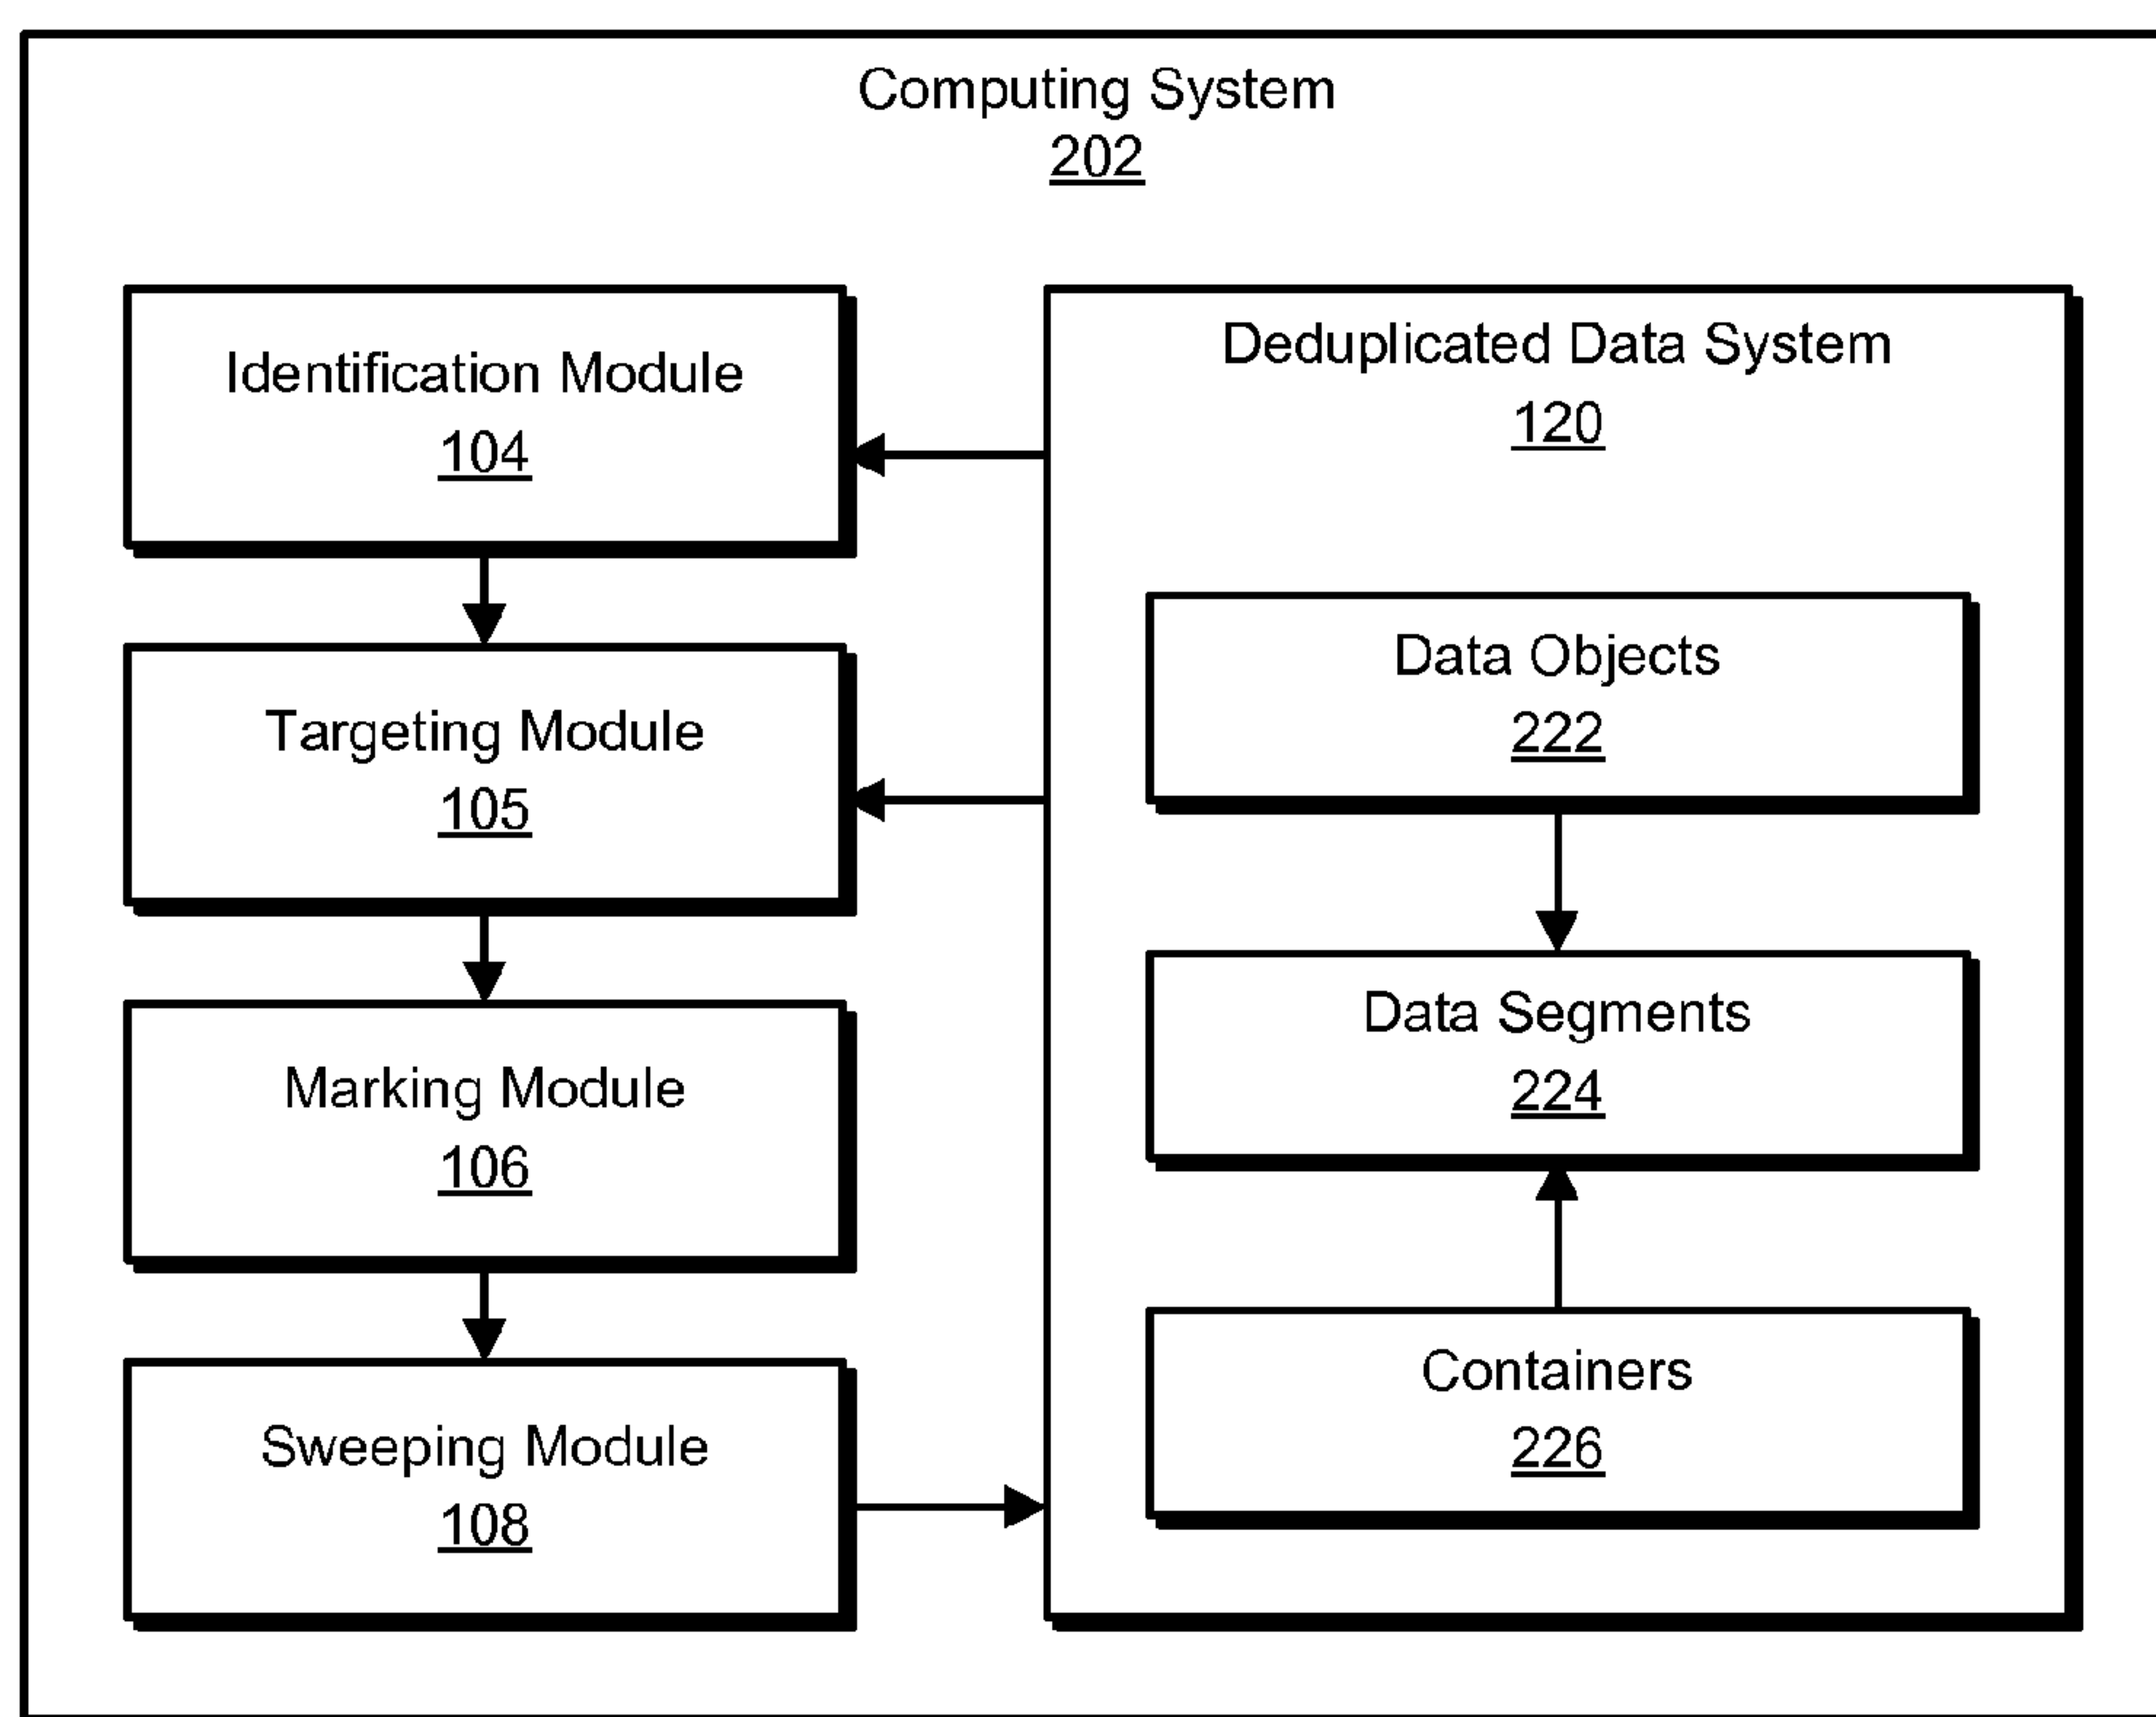 Computing System
202
Identification Module
104
Targeting Module
105
Marking Module
106
Sweeping Module
108
Deduplicated Data System
120
Data Objects
222
Data Segments
224
Containers
226